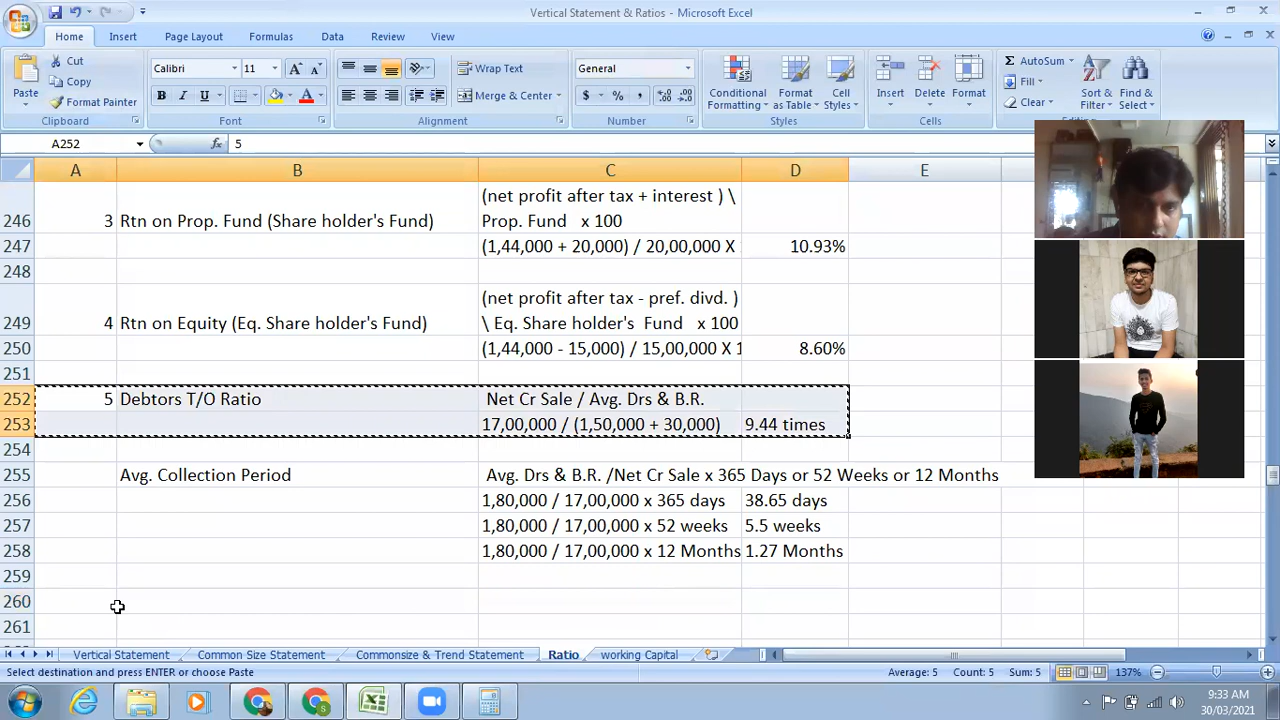 Vertical Statement & Ratios - Microsoft Excel
Home Insert Page Layout Formulas Data Review View
Cut
Copy
Format Painter
Paste
Clipboard
Calibri 11
B I U
Font
Wrap Text
Merge & Center
Alignment
General
$ % ,
Number
Conditional Formatting
Format as Table
Cell Styles
Styles
Insert Delete Format
Cells
AutoSum
Fill
Clear
Sort & Filter
Find & Select
Editing
A252 fx 5
A B C D E
(net profit after tax + interest ) \
246 3 Rtn on Prop. Fund (Share holder's Fund) Prop. Fund x 100
247 (1,44,000 + 20,000) / 20,00,000 X 10.93%
248
(net profit after tax - pref. divd. )
249 4 Rtn on Equity (Eq. Share holder's Fund) \ Eq. Share holder's Fund x 100
250 (1,44,000 - 15,000) / 15,00,000 X 1 8.60%
251
252 5 Debtors T/O Ratio Net Cr Sale / Avg. Drs & B.R.
253 17,00,000 / (1,50,000 + 30,000) 9.44 times
254
255 Avg. Collection Period Avg. Drs & B.R. /Net Cr Sale x 365 Days or 52 Weeks or 12 Months
256 1,80,000 / 17,00,000 x 365 days 38.65 days
257 1,80,000 / 17,00,000 x 52 weeks 5.5 weeks
258 1,80,000 / 17,00,000 x 12 Months 1.27 Months
259
260
261
Vertical Statement Common Size Statement Commonsize & Trend Statement Ratio working Capital
Select destination and press ENTER or choose Paste Average: 5 Count: 5 Sum: 5 137%
9:33 AM
30/03/2021